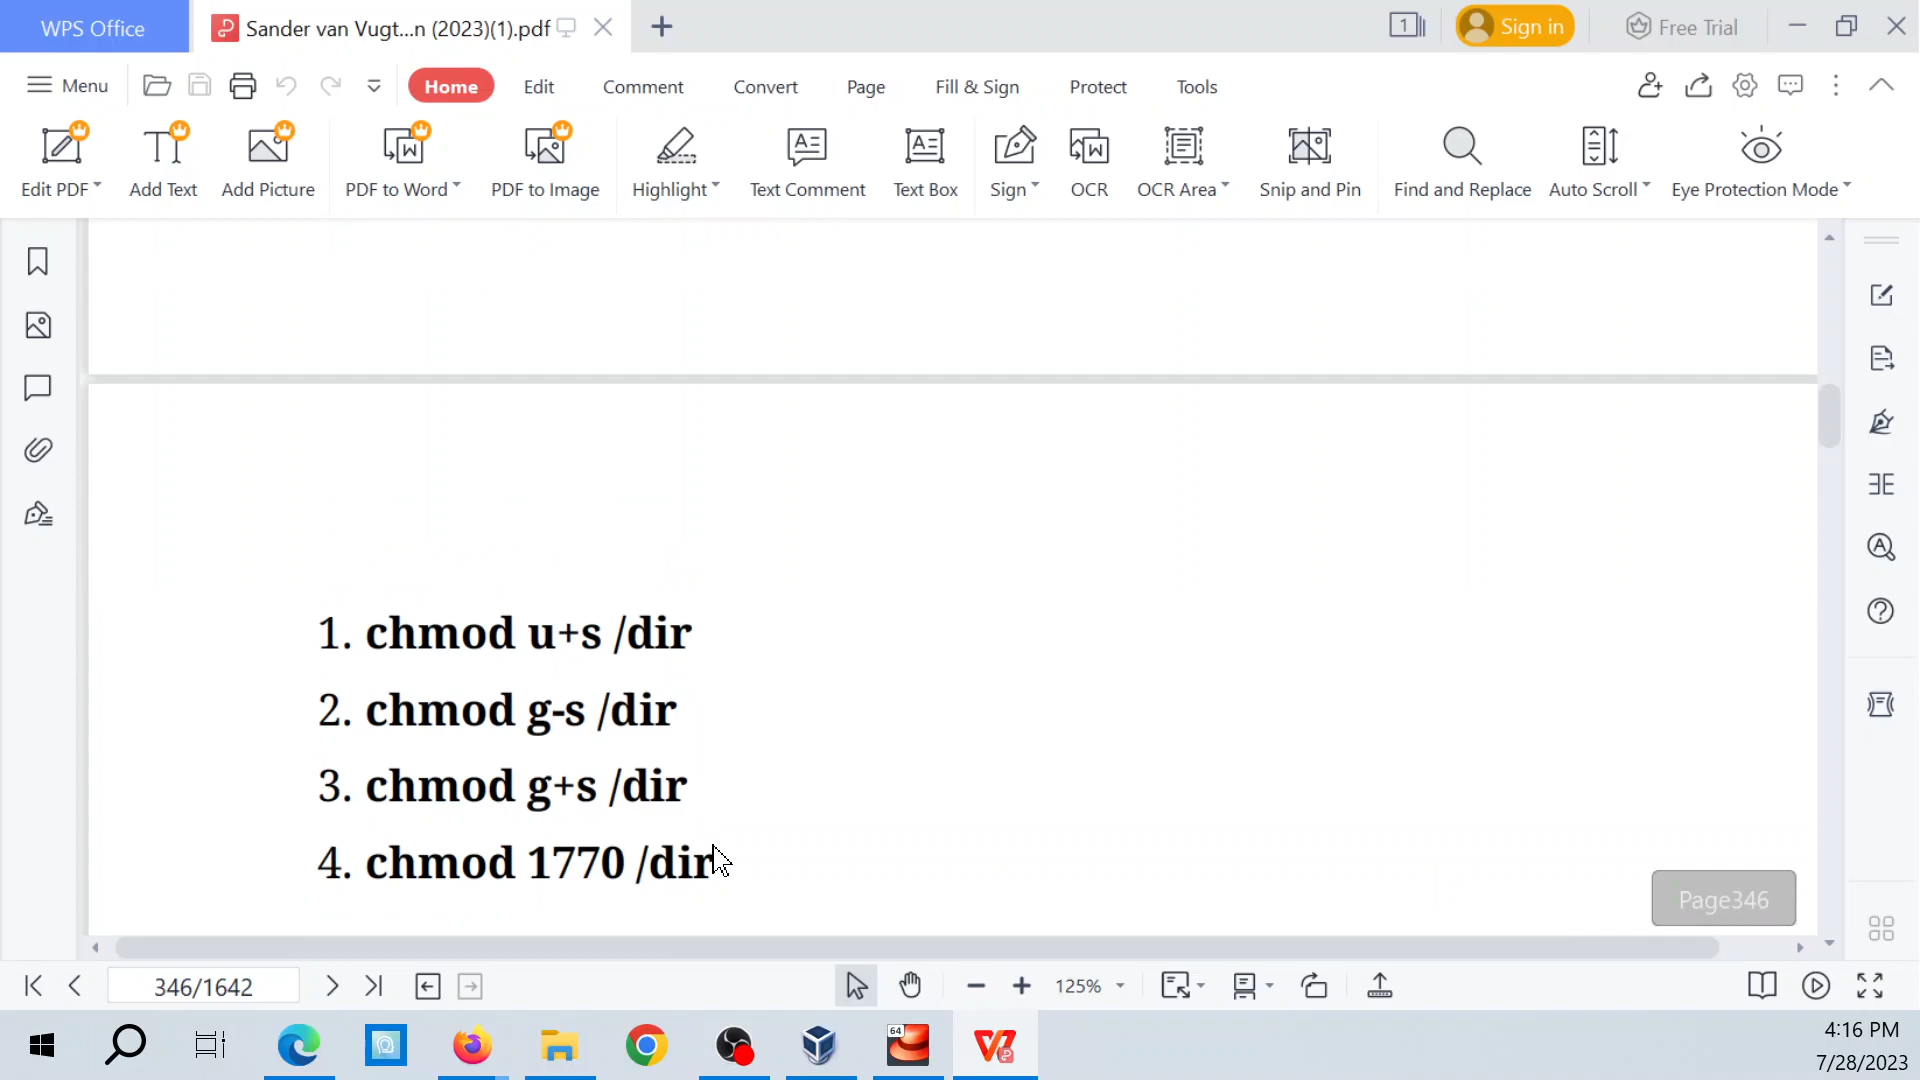 WPS Office
Sander van Vugt...n (2023)(1).pdf
1
Sign in
Free Trial
Menu
Home
Edit
Comment
Convert
Page
Fill & Sign
Protect
Tools
Edit PDF
Add Text
Add Picture
PDF to Word
PDF to Image
Highlight
Text Comment
Text Box
Sign
OCR
OCR Area
Snip and Pin
Find and Replace
Auto Scroll
Eye Protection Mode
1. chmod u+s /dir
2. chmod g-s /dir
3. chmod g+s /dir
4. chmod 1770 /dir
Page346
346/1642
125%
64
4:16 PM
7/28/2023